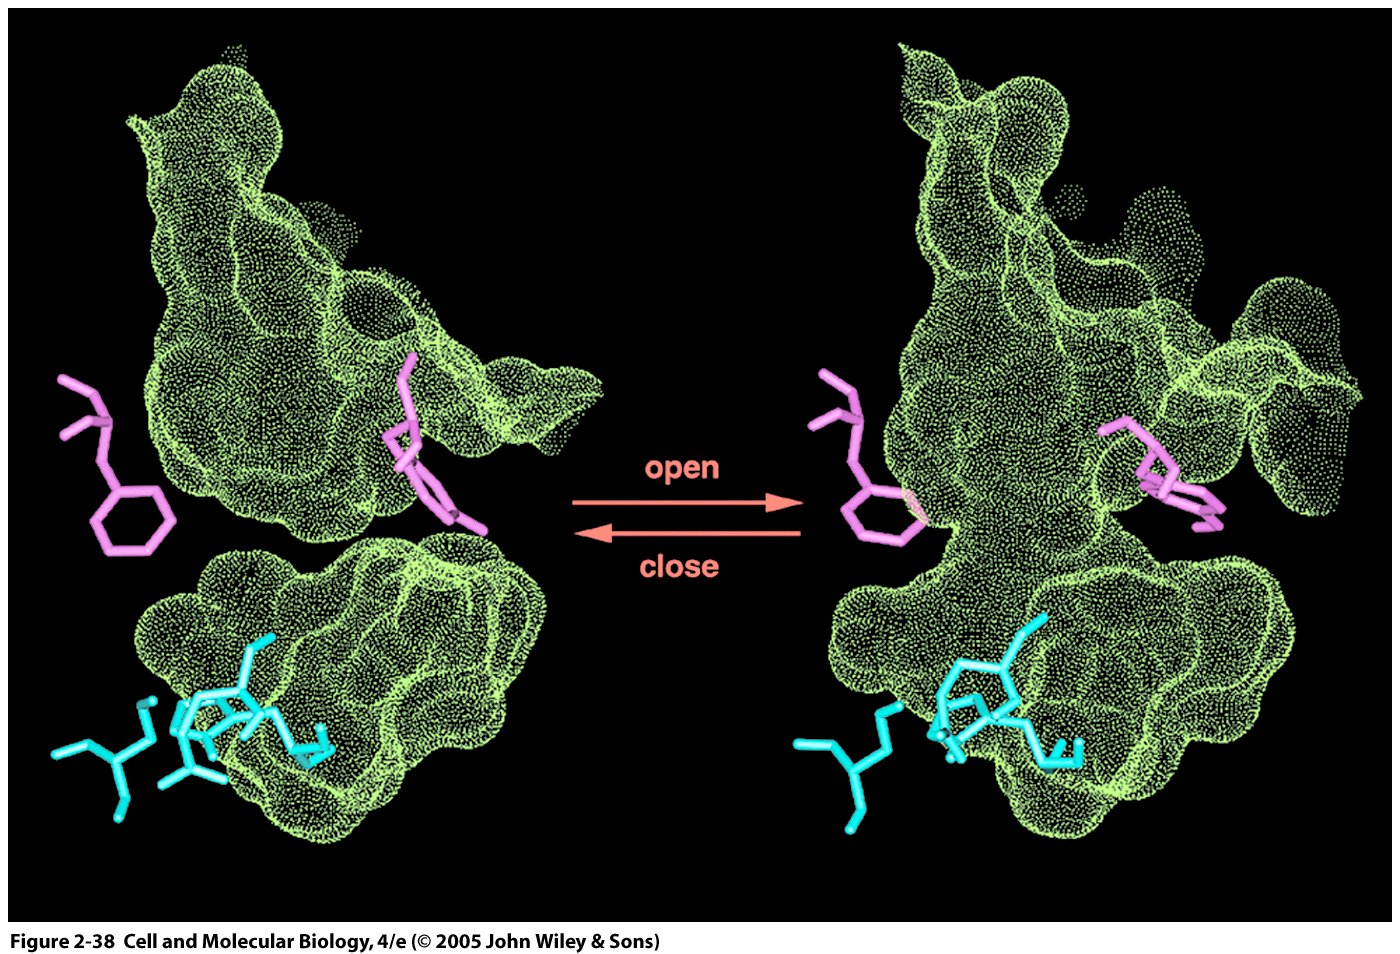 open
close
Figure 2-38 Cell and Molecular Biology, 4/e (© 2005 John Wiley & Sons)